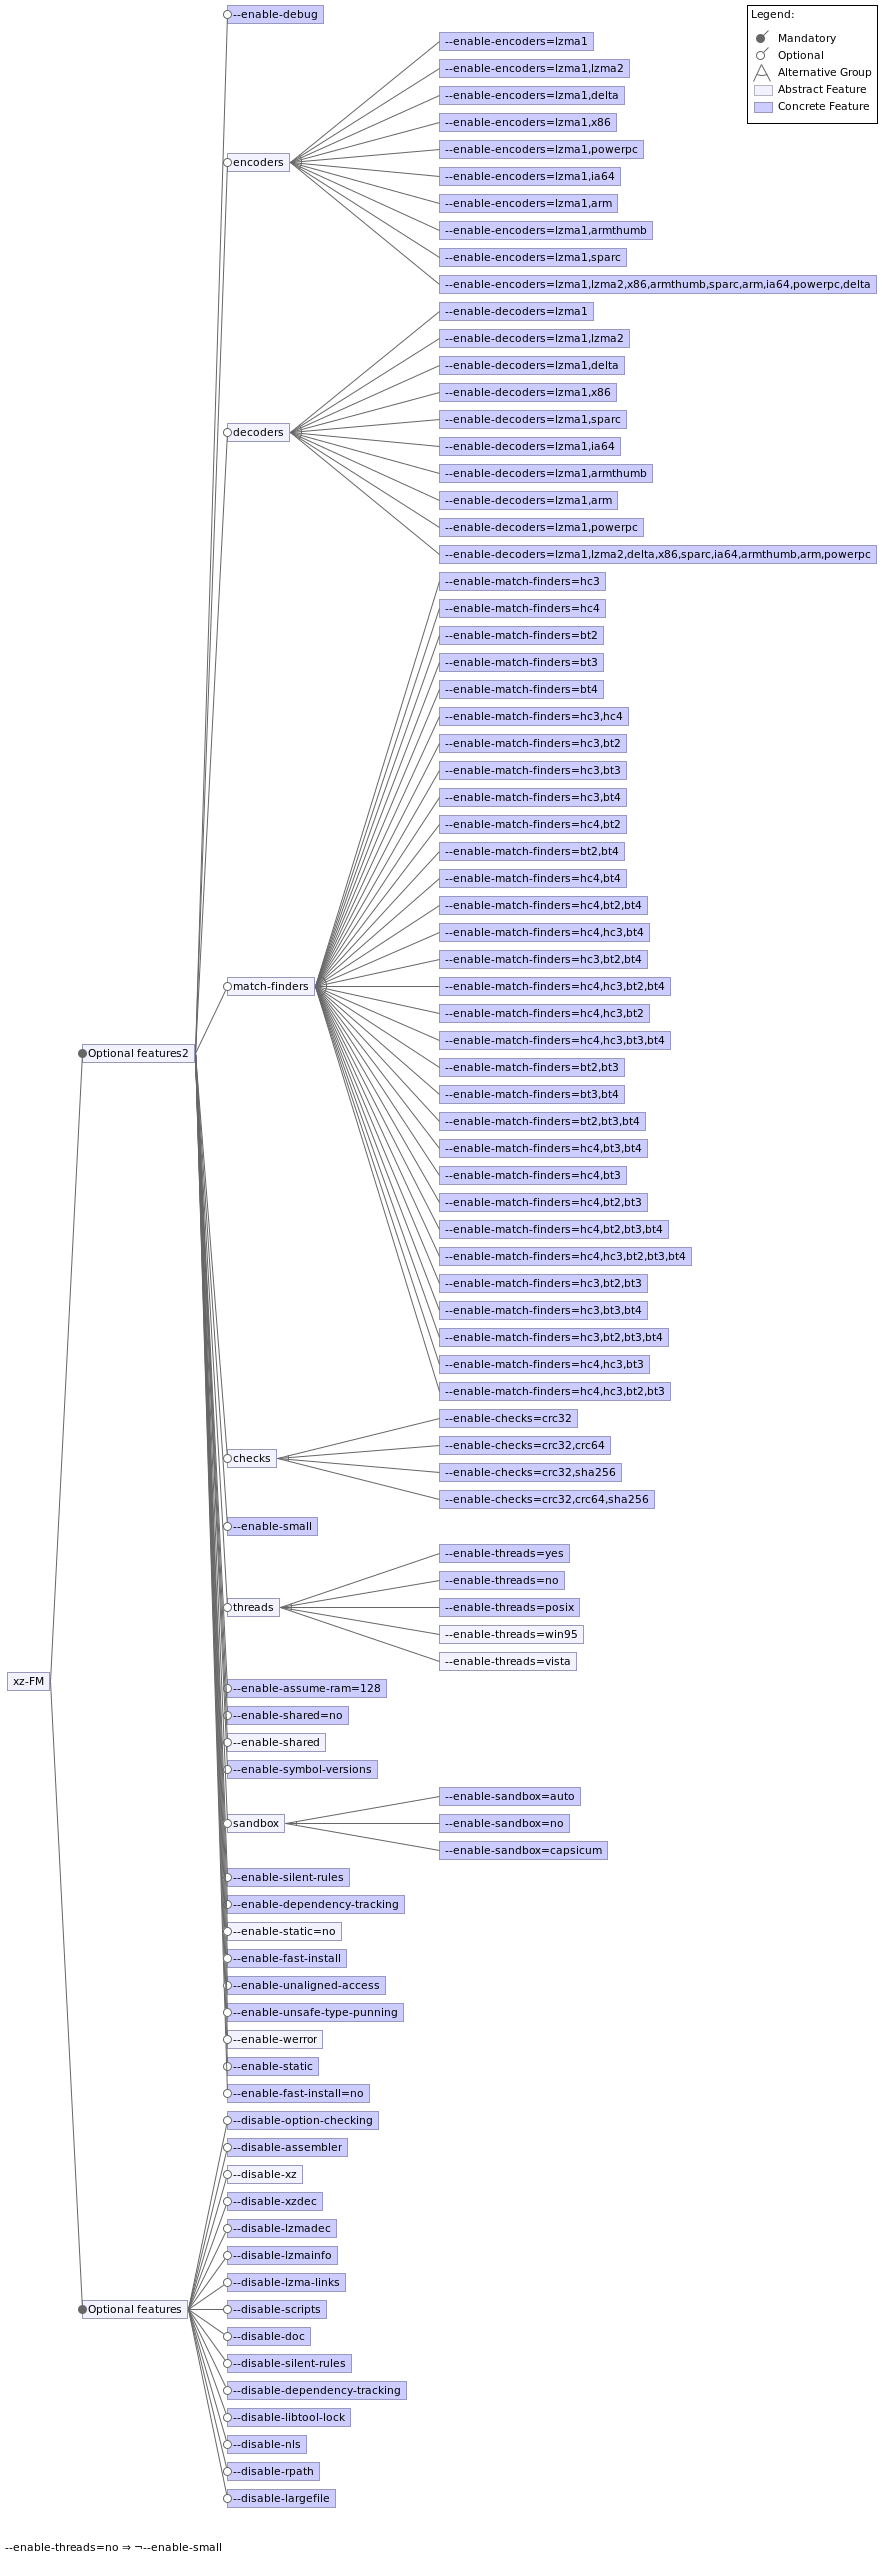 --enable-debug
Legend:
Mandatory
Optional
Alternative Group
Abstract Feature
Concrete Feature
--enable-encoders=lzma1
--enable-encoders=lzma1,lzma2
--enable-encoders=lzma1,delta
--enable-encoders=lzma1,x86
--enable-encoders=lzma1,powerpc
encoders
--enable-encoders=lzma1,ia64
--enable-encoders=lzma1,arm
--enable-encoders=lzma1,armthumb
--enable-encoders=lzma1,sparc
--enable-encoders=lzma1,lzma2,x86,armthumb,sparc,arm,ia64,powerpc,delta
--enable-decoders=lzma1
--enable-decoders=lzma1,lzma2
--enable-decoders=lzma1,delta
--enable-decoders=lzma1,x86
--enable-decoders=lzma1,sparc
decoders
--enable-decoders=lzma1,ia64
--enable-decoders=lzma1,armthumb
--enable-decoders=lzma1,arm
--enable-decoders=lzma1,powerpc
--enable-decoders=lzma1,lzma2,delta,x86,sparc,ia64,armthumb,arm,powerpc
--enable-match-finders=hc3
--enable-match-finders=hc4
--enable-match-finders=bt2
--enable-match-finders=bt3
--enable-match-finders=bt4
--enable-match-finders=hc3,hc4
--enable-match-finders=hc3,bt2
--enable-match-finders=hc3,bt3
--enable-match-finders=hc3,bt4
--enable-match-finders=hc4,bt2
--enable-match-finders=bt2,bt4
--enable-match-finders=hc4,bt4
--enable-match-finders=hc4,bt2,bt4
--enable-match-finders=hc4,hc3,bt4
--enable-match-finders=hc3,bt2,bt4
match-finders
--enable-match-finders=hc4,hc3,bt2,bt4
--enable-match-finders=hc4,hc3,bt2
--enable-match-finders=hc4,hc3,bt3,bt4
Optional features2
--enable-match-finders=bt2,bt3
--enable-match-finders=bt3,bt4
--enable-match-finders=bt2,bt3,bt4
--enable-match-finders=hc4,bt3,bt4
--enable-match-finders=hc4,bt3
--enable-match-finders=hc4,bt2,bt3
--enable-match-finders=hc4,bt2,bt3,bt4
--enable-match-finders=hc4,hc3,bt2,bt3,bt4
--enable-match-finders=hc3,bt2,bt3
--enable-match-finders=hc3,bt3,bt4
--enable-match-finders=hc3,bt2,bt3,bt4
--enable-match-finders=hc4,hc3,bt3
--enable-match-finders=hc4,hc3,bt2,bt3
--enable-checks=crc32
--enable-checks=crc32,crc64
checks
--enable-checks=crc32,sha256
--enable-checks=crc32,crc64,sha256
--enable-small
--enable-threads=yes
--enable-threads=no
threads
--enable-threads=posix
--enable-threads=win95
--enable-threads=vista
xz-FM
--enable-assume-ram=128
--enable-shared=no
--enable-shared
--enable-symbol-versions
--enable-sandbox=auto
sandbox
--enable-sandbox=no
--enable-sandbox=capsicum
--enable-silent-rules
--enable-dependency-tracking
--enable-static=no
--enable-fast-install
--enable-unaligned-access
--enable-unsafe-type-punning
--enable-werror
--enable-static
--enable-fast-install=no
--disable-option-checking
--disable-assembler
--disable-xz
--disable-xzdec
--disable-lzmadec
--disable-lzmainfo
--disable-lzma-links
Optional features
--disable-scripts
--disable-doc
--disable-silent-rules
--disable-dependency-tracking
--disable-libtool-lock
--disable-nls
--disable-rpath
--disable-largefile
--enable-threads=no ⇒ ¬--enable-small